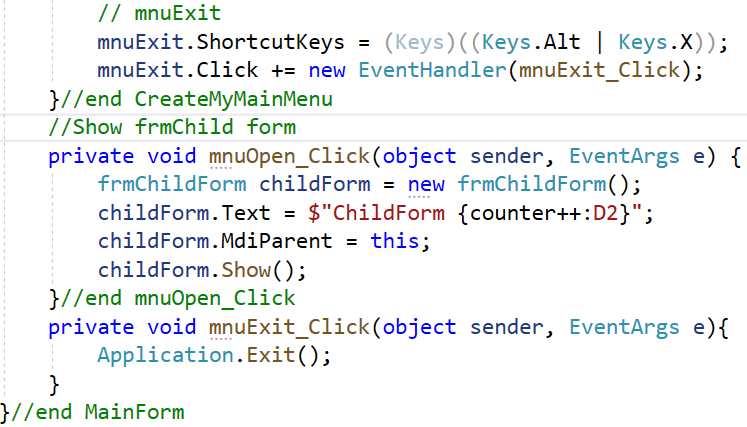 // mnuExit
mnuExit.ShortcutKeys = (Keys)((Keys.Alt | Keys.X));
mnuExit.Click += new EventHandler(mnuExit_Click);
}//end CreateMyMainMenu
//Show frmChild form
private void mnuOpen_Click(object sender, EventArgs e) {
frmChildForm childForm = new frmChildForm();
childForm.Text = $"ChildForm {counter++:D2}";
childForm.MdiParent = this;
childForm.Show();
}//end mnuOpen_Click
private void mnuExit_Click(object sender, EventArgs e){
Application.Exit();
}
}//end MainForm